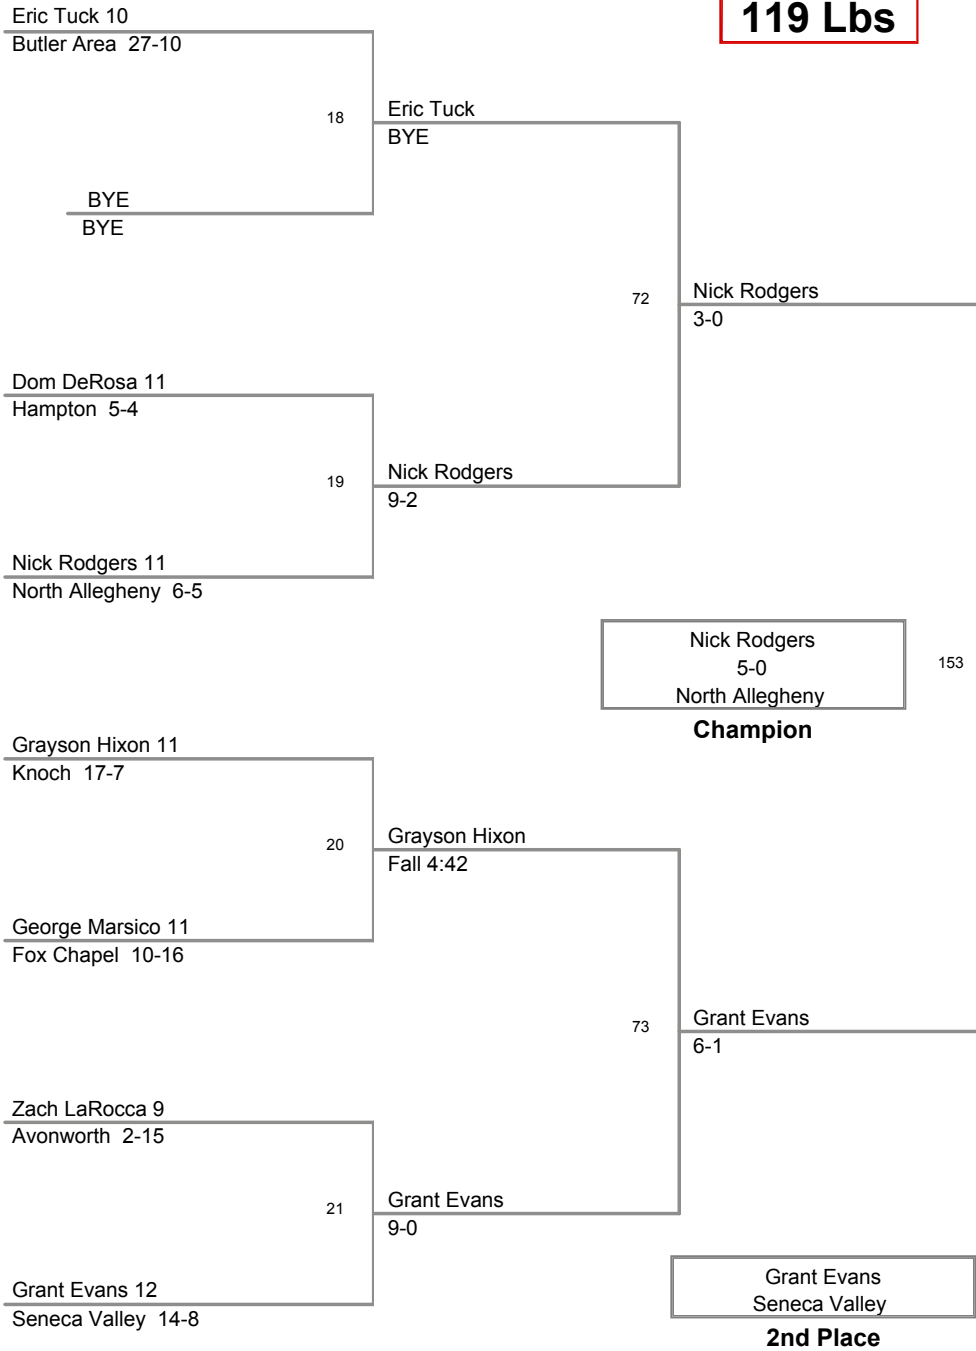 119 Lbs
Eric Tuck 10
Butler Area  27-10
18
Eric Tuck
BYE
BYE
BYE
72
Nick Rodgers
3-0
Dom DeRosa 11
Hampton  5-4
19
Nick Rodgers
9-2
Nick Rodgers 11
North Allegheny  6-5
Nick Rodgers
5-0
North Allegheny
153
Champion
Grayson Hixon 11
Knoch  17-7
20
Grayson Hixon
Fall 4:42
George Marsico 11
Fox Chapel  10-16
73
Grant Evans
6-1
Zach LaRocca 9
Avonworth  2-15
21
Grant Evans
9-0
Grant Evans 12
Seneca Valley  14-8
Grant Evans
Seneca Valley
2nd Place